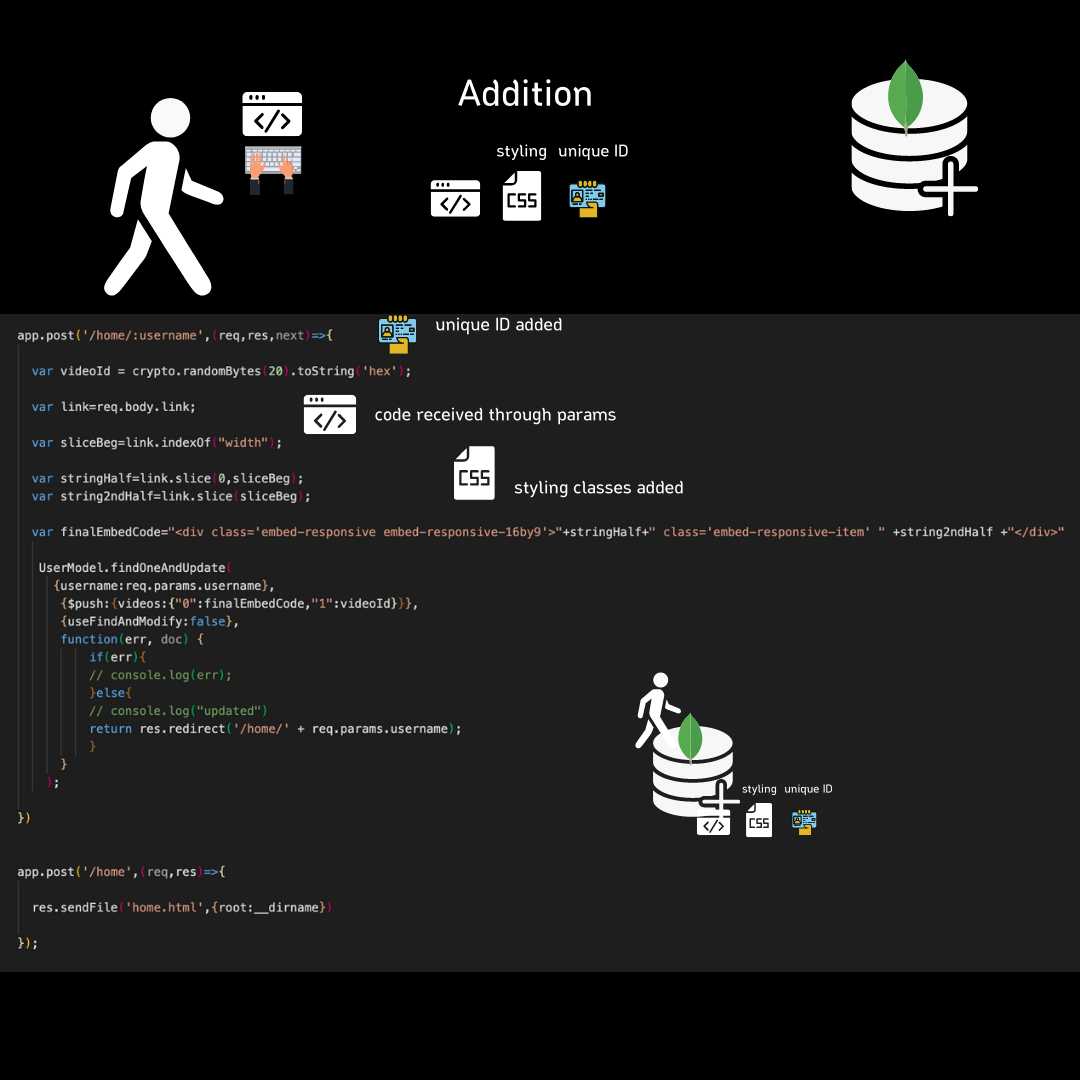 Addition
styling unique ID
</>
</> CSS
app.post('/home/:username',(req,res,next)=>{
unique ID added
var videoId = crypto.randomBytes(20).toString('hex');
var link=req.body.link;
</> code received through params
var sliceBeg=link.indexOf("width");
var stringHalf=link.slice(0,sliceBeg);
CSS
var string2ndHalf=link.slice(sliceBeg);
styling classes added
var finalEmbedCode="<div class='embed-responsive embed-responsive-16by9'>"+stringHalf+" class='embed-responsive-item' " +string2ndHalf +"</div>"
UserModel.findOneAndUpdate(
{username:req.params.username},
{$push:{videos:{"0":finalEmbedCode,"1":videoId}}},
{useFindAndModify:false},
function(err, doc) {
if(err){
// console.log(err);
}else{
// console.log("updated")
return res.redirect('/home/' + req.params.username);
}
}
);
})
styling unique ID
</> CSS
app.post('/home',(req,res)=>{
res.sendFile('home.html',{root:__dirname})
});